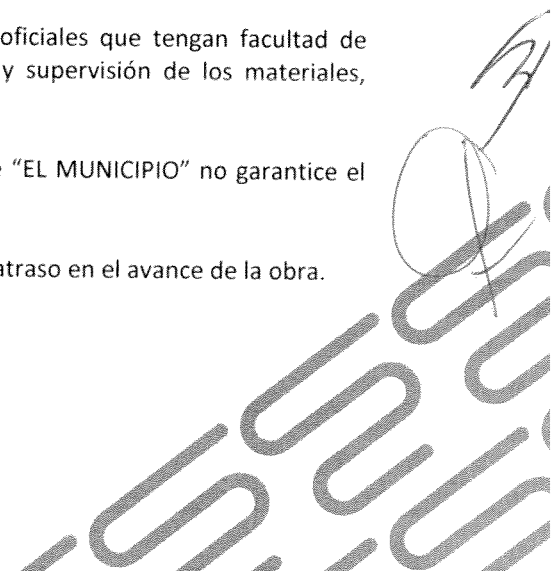 oficiales que tengan facultad de
y supervisión de los materiales,
"EL MUNICIPIO" no garantice el
atraso en el avance de la obra.